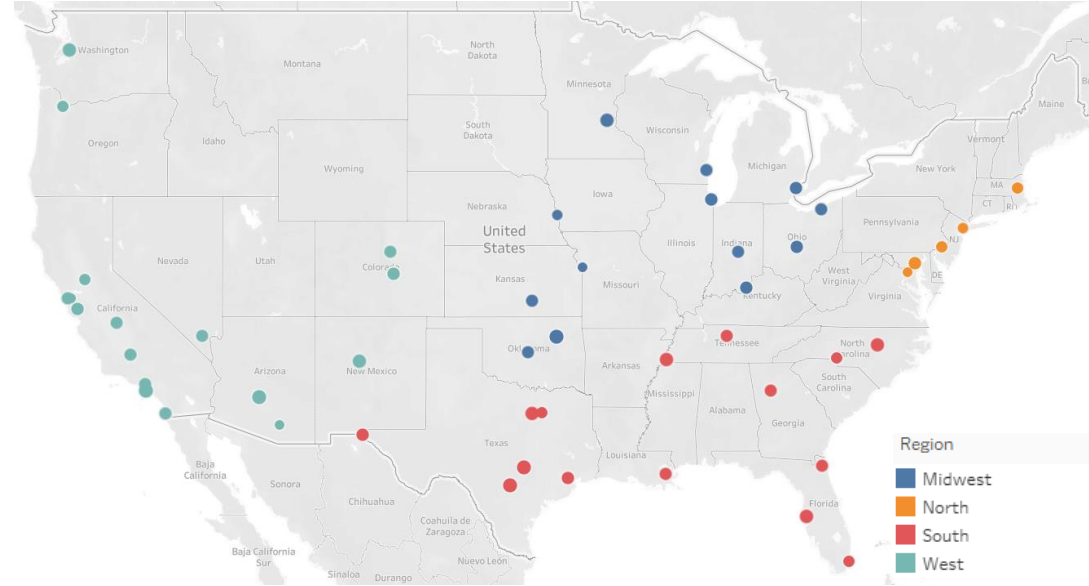 Washington
North
Dakota
Montana
Minnesota
Maine
Ba
Oregon
Idaho
South
Dakota
Wisconsin
Vermont
Michigan
New York
Wyoming
Iowa
MA
Nebraska
CT
RI
Pennsylvania
United
States
Illinois
Indiana
Ohio
NJ
Nevada
Utah
Colorado
Kansas
Missouri
West
Virginia
DE
California
Kentucky
Virginia
Oklahoma
Tennessee
North
Carolina
Arizona
New Mexico
Arkansas
South
Carolina
Mississippi
Alabama
Georgia
Texas
Louisiana
Region
Baja
California
Sonora
Midwest
Chihuahua
Florida
North
Coahuila de
Zaragoza
South
Baja California
Sur
Nuevo León
West
Sinaloa
Durango